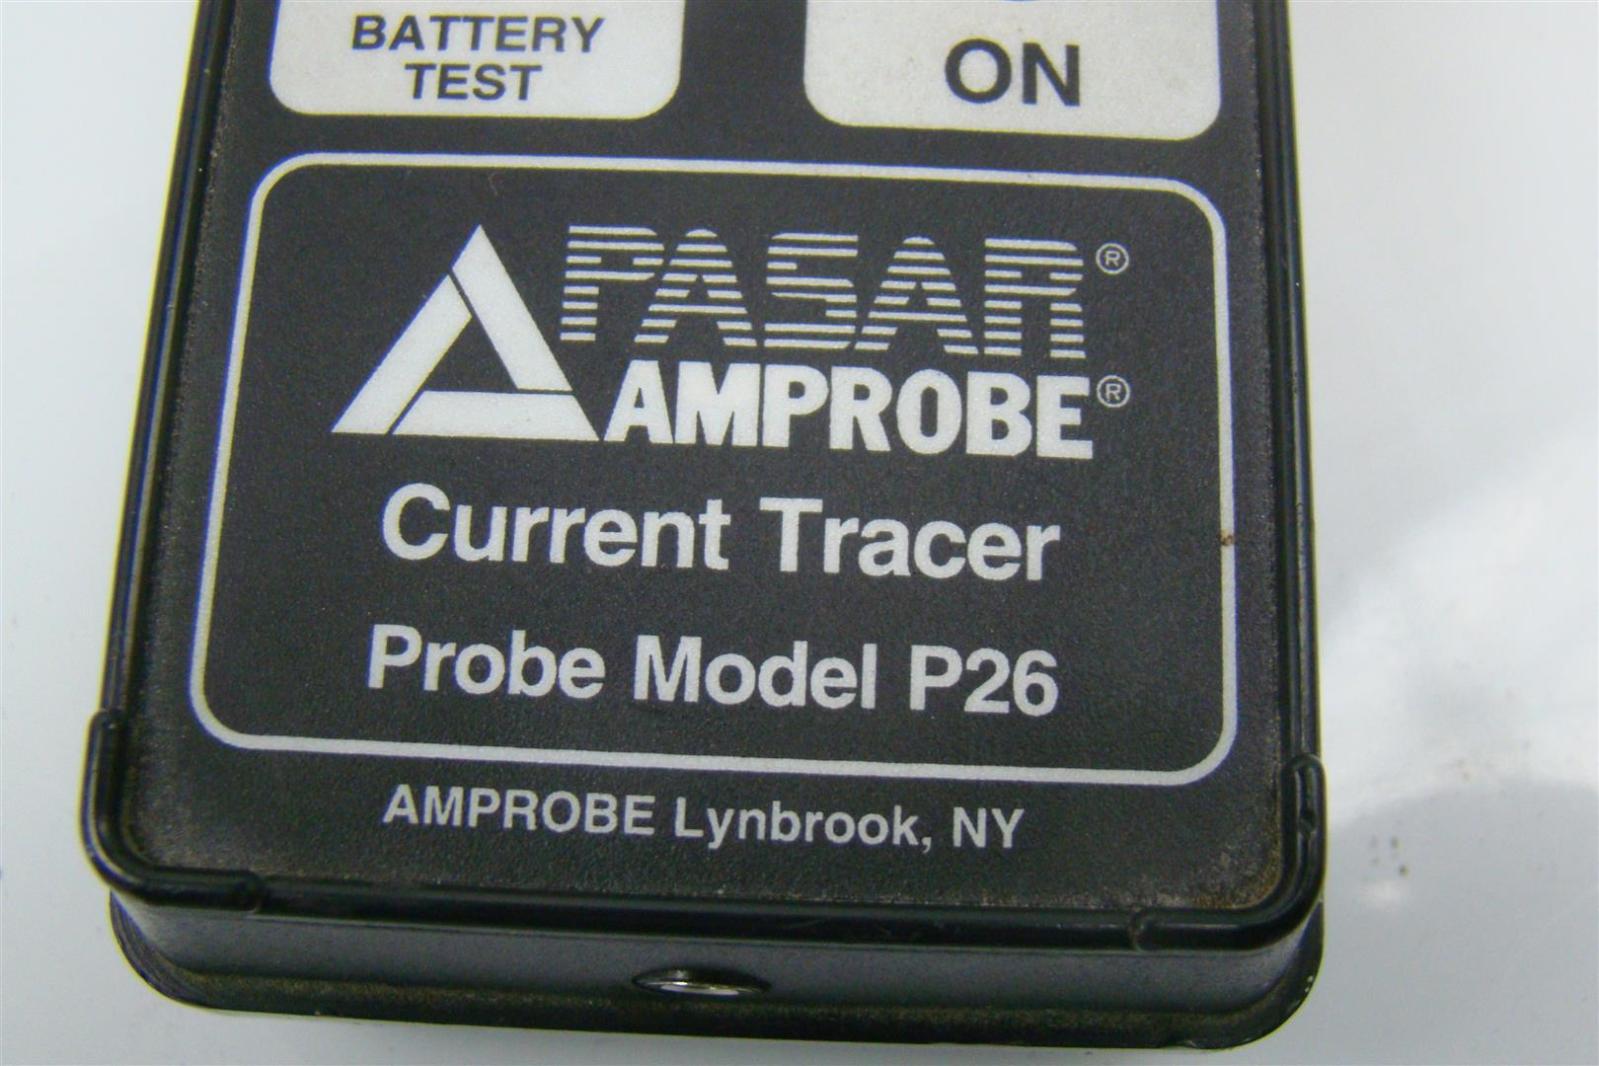 BATTERY
TEST
ON
PASAR®
AMPROBE®
Current Tracer
Probe Model P26
AMPROBE Lynbrook, NY